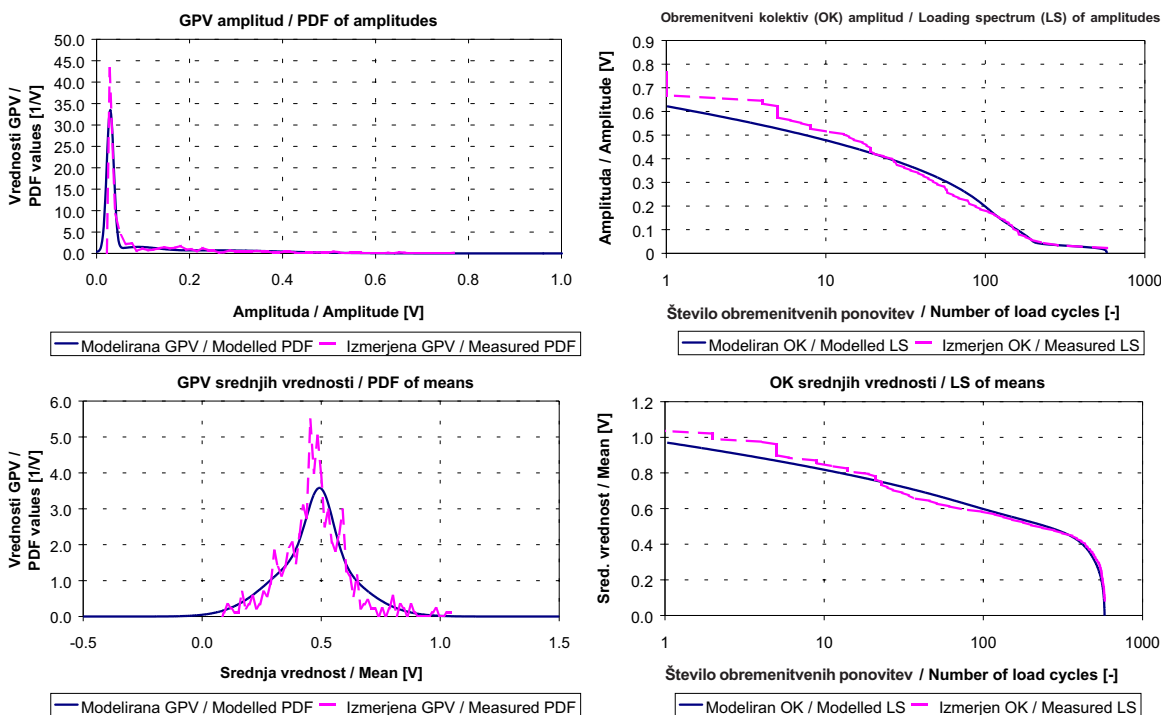 GPV amplitud / PDF of amplitudes
Vrednosti GPV /
PDF values [1/V]
50.0
45.0
40.0
35.0
30.0
25.0
20.0
15.0
10.0
5.0
0.0
0.0 0.2 0.4 0.6 0.8 1.0
Amplituda / Amplitude [V]
Modelirana GPV / Modelled PDF Izmerjena GPV / Measured PDF
Obremenitveni kolektiv (OK) amplitud / Loading spectrum (LS) of amplitudes
Amplituda / Amplitude [V]
0.9
0.8
0.7
0.6
0.5
0.4
0.3
0.2
0.1
0
1 10 100 1000
Število obremenitvenih ponovitev / Number of load cycles [-]
Modeliran OK / Modelled LS Izmerjen OK / Measured LS
GPV srednjih vrednosti / PDF of means
Vrednosti GPV /
PDF values [1/V]
6.0
5.0
4.0
3.0
2.0
1.0
0.0
-0.5 0.0 0.5 1.0 1.5
Srednja vrednost / Mean [V]
Modelirana GPV / Modelled PDF Izmerjena GPV / Measured PDF
OK srednjih vrednosti / LS of means
Sred. vrednost / Mean [V]
1.2
1.0
0.8
0.6
0.4
0.2
0.0
1 10 100 1000
Število obremenitvenih ponovitev / Number of load cycles [-]
Modeliran OK / Modelled LS Izmerjen OK / Measured LS